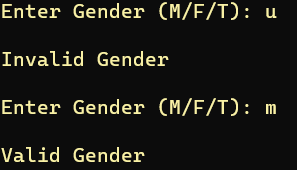 Enter Gender (M/F/T): u
Invalid Gender
Enter Gender (M/F/T): m
Valid Gender